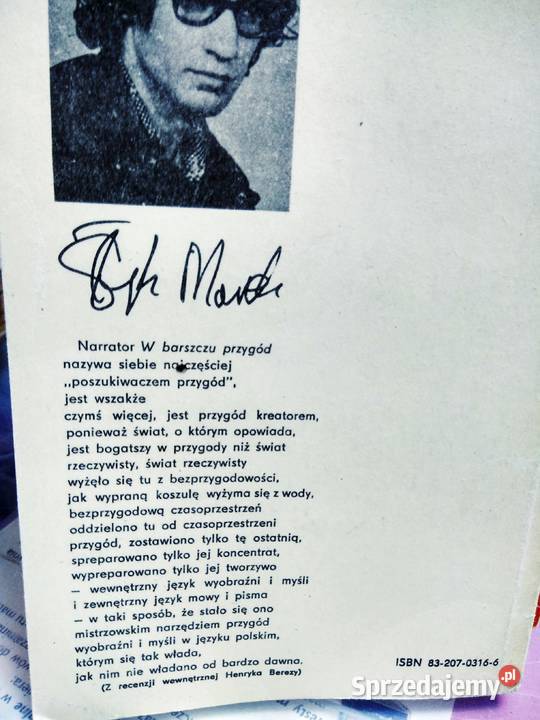 Narrator W barszczu przygód
nazywa siebie najczęściej
,,poszukiwaczem przygód",
jest wszakże
czymś więcej, jest przygód kreatorem,
ponieważ świat, o którym opowiada,
jest bogatszy w przygody niż świat
rzeczywisty, świat rzeczywisty
wyżęło się tu z bezprzygodowości,
jak wypraną koszulę wyżyma się z wody,
bezprzygodową czasoprzestrzeń
oddzielono tu od czasoprzestrzeni
przygód, zostawiono tylko tę ostatnią,
spreparowano tylko jej koncentrat,
wypreparowano tylko jej tworzywo
— wewnętrzny język wyobraźni i myśli
i zewnętrzny język mowy i pisma
— w taki sposób, że stało się ono
mistrzowskim narzędziem przygód
wyobraźni i myśli w języku polskim,
którym się tak włada,
jak nim nie władano od bardzo dawna.
(Z recenzji wewnętrznej Henryka Berezy)
ISBN 83-207-0316-6
Sprzedajemy.pl